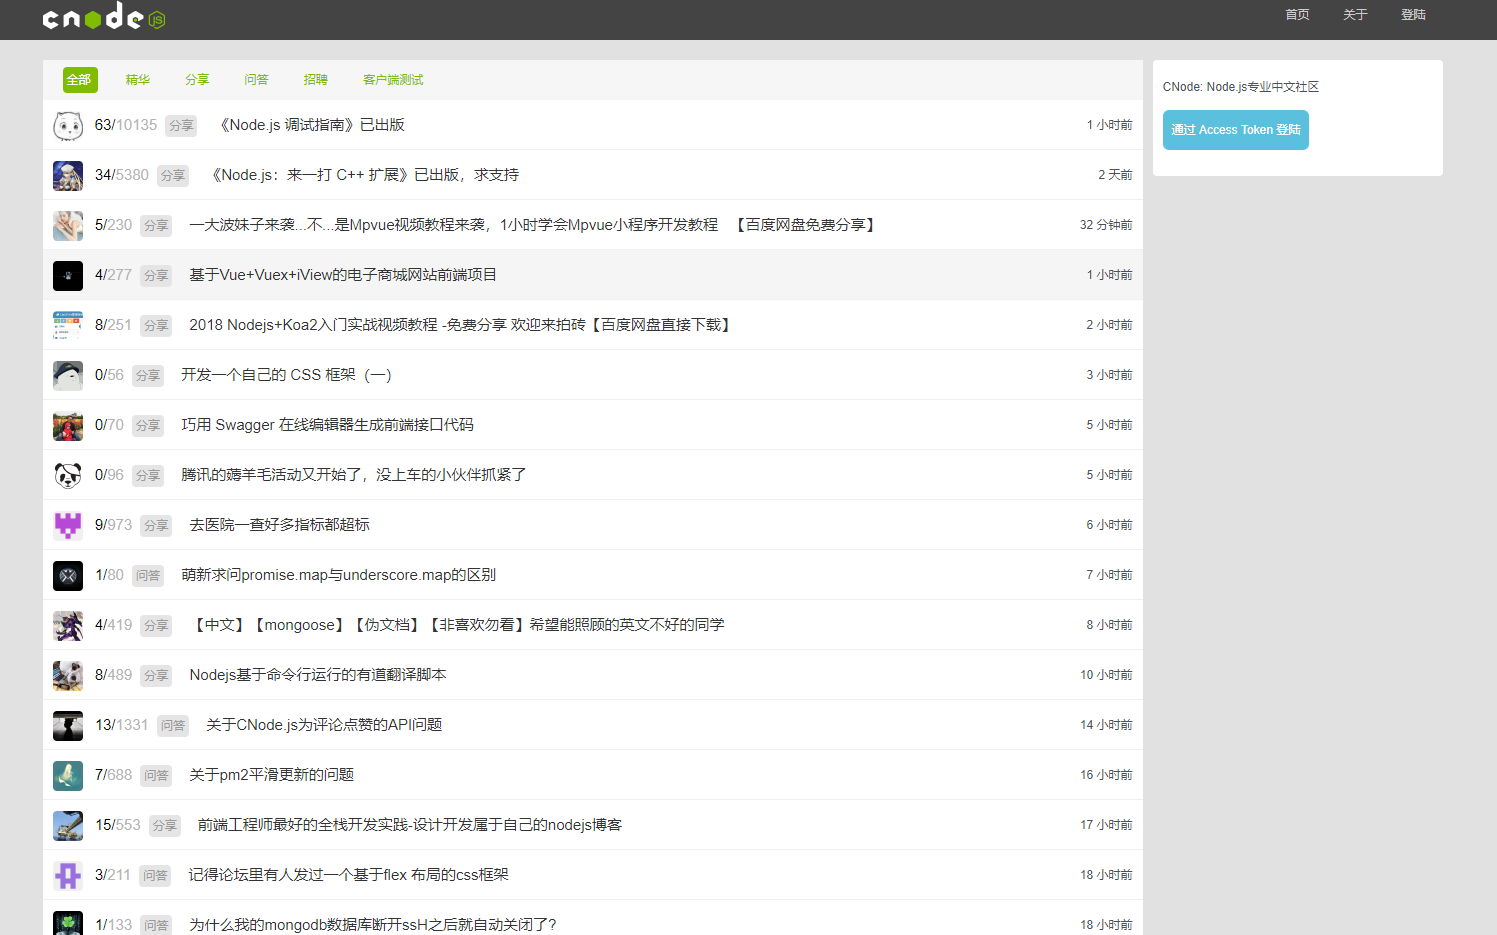 cnode JS
首页 关于 登陆
全部 精华 分享 问答 招聘 客户端测试
63/10135 分享 《Node.js 调试指南》已出版 1 小时前
34/5380 分享 《Node.js：来一打 C++ 扩展》已出版，求支持 2 天前
5/230 分享 一大波妹子来袭...不...是Mpvue视频教程来袭，1小时学会Mpvue小程序开发教程 【百度网盘免费分享】 32 分钟前
4/277 分享 基于Vue+Vuex+iView的电子商城网站前端项目 1 小时前
8/251 分享 2018 Nodejs+Koa2入门实战视频教程 -免费分享 欢迎来拍砖【百度网盘直接下载】 2 小时前
0/56 分享 开发一个自己的 CSS 框架（一） 3 小时前
0/70 分享 巧用 Swagger 在线编辑器生成前端接口代码 5 小时前
0/96 分享 腾讯的薅羊毛活动又开始了，没上车的小伙伴抓紧了 5 小时前
9/973 分享 去医院一查好多指标都超标 6 小时前
1/80 问答 萌新求问promise.map与underscore.map的区别 7 小时前
4/419 分享 【中文】【mongoose】【伪文档】【非喜欢勿看】希望能照顾的英文不好的同学 8 小时前
8/489 分享 Nodejs基于命令行运行的有道翻译脚本 10 小时前
13/1331 问答 关于CNode.js为评论点赞的API问题 14 小时前
7/688 问答 关于pm2平滑更新的问题 16 小时前
15/553 分享 前端工程师最好的全栈开发实践-设计开发属于自己的nodejs博客 17 小时前
3/211 问答 记得论坛里有人发过一个基于flex 布局的css框架 18 小时前
1/133 问答 为什么我的mongodb数据库断开ssH之后就自动关闭了？ 18 小时前
CNode: Node.js专业中文社区
通过 Access Token 登陆